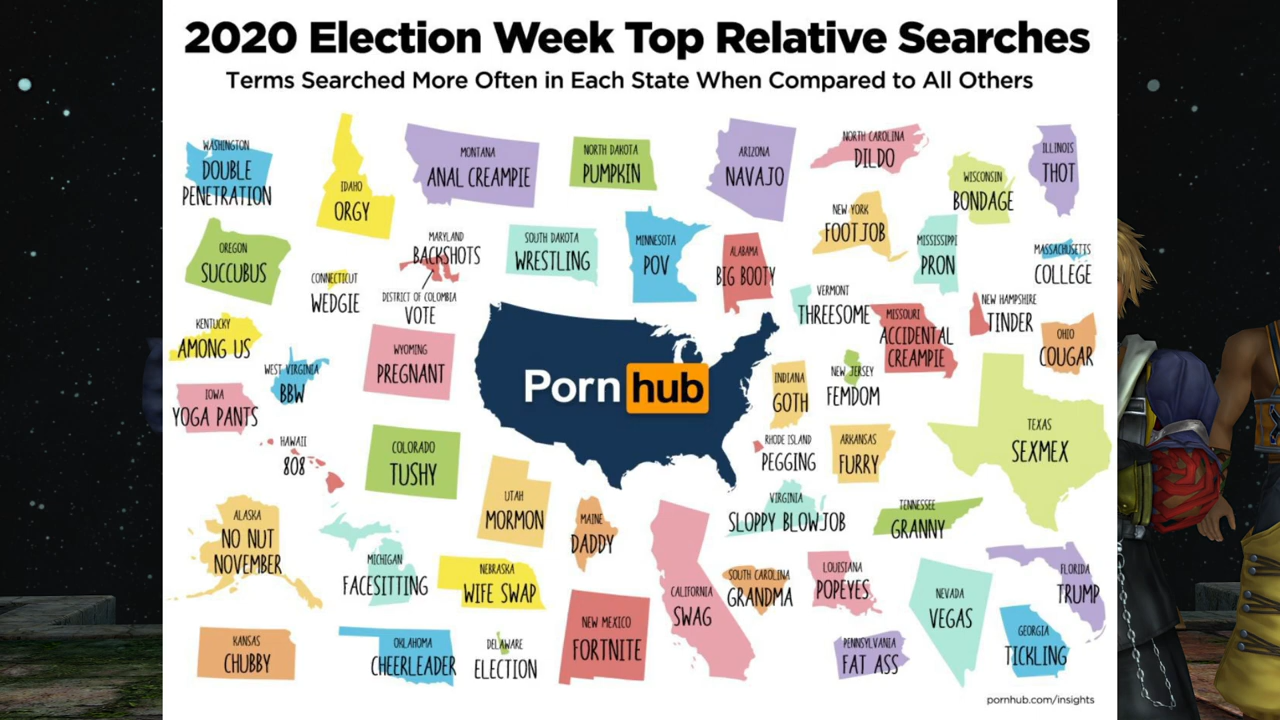 2020 Election Week Top Relative Searches
Terms Searched More Often in Each State When Compared to All Others
WASHINGTON
DOUBLE
PENETRATION
IDAHO
ORGY
MONTANA
ANAL CREAMPIE
NORTH DAKOTA
PUMPKIN
ARIZONA
NAVAJO
NORTH CAROLINA
DILDO
WISCONSIN
BONDAGE
ILLINOIS
THOT
OREGON
SUCCUBUS
CONNECTICUT
WEDGIE
MARYLAND
BACKSHOTS
DISTRICT OF COLOMBIA
VOTE
SOUTH DAKOTA
WRESTLING
MINNESOTA
POV
ALABAMA
BIG BOOTY
NEW YORK
FOOTJOB
MISSISSIPPI
PRON
MASSACHUSETTS
COLLEGE
KENTUCKY
AMONG US
WEST VIRGINIA
BBW
WYOMING
PREGNANT
Pornhub
VERMONT
THREESOME
MISSOURI
ACCIDENTAL
CREAMPIE
NEW HAMPSHIRE
TINDER
OHIO
COUGAR
IOWA
YOGA PANTS
INDIANA
GOTH
NEW JERSEY
FEMDOM
HAWAII
808
COLORADO
TUSHY
RHODE ISLAND
PEGGING
ARKANSAS
FURRY
TEXAS
SEXMEX
ALASKA
NO NUT
NOVEMBER
MICHIGAN
FACESITTING
UTAH
MORMON
MAINE
DADDY
VIRGINIA
SLOPPY BLOWJOB
TENNESSEE
GRANNY
NEBRASKA
WIFE SWAP
CALIFORNIA
SWAG
SOUTH CAROLINA
GRANDMA
LOUISIANA
POPEYES
NEVADA
VEGAS
FLORIDA
TRUMP
KANSAS
CHUBBY
OKLAHOMA
CHEERLEADER
DELAWARE
ELECTION
NEW MEXICO
FORTNITE
PENNSYLVANIA
FAT ASS
GEORGIA
TICKLING
pornhub.com/insights